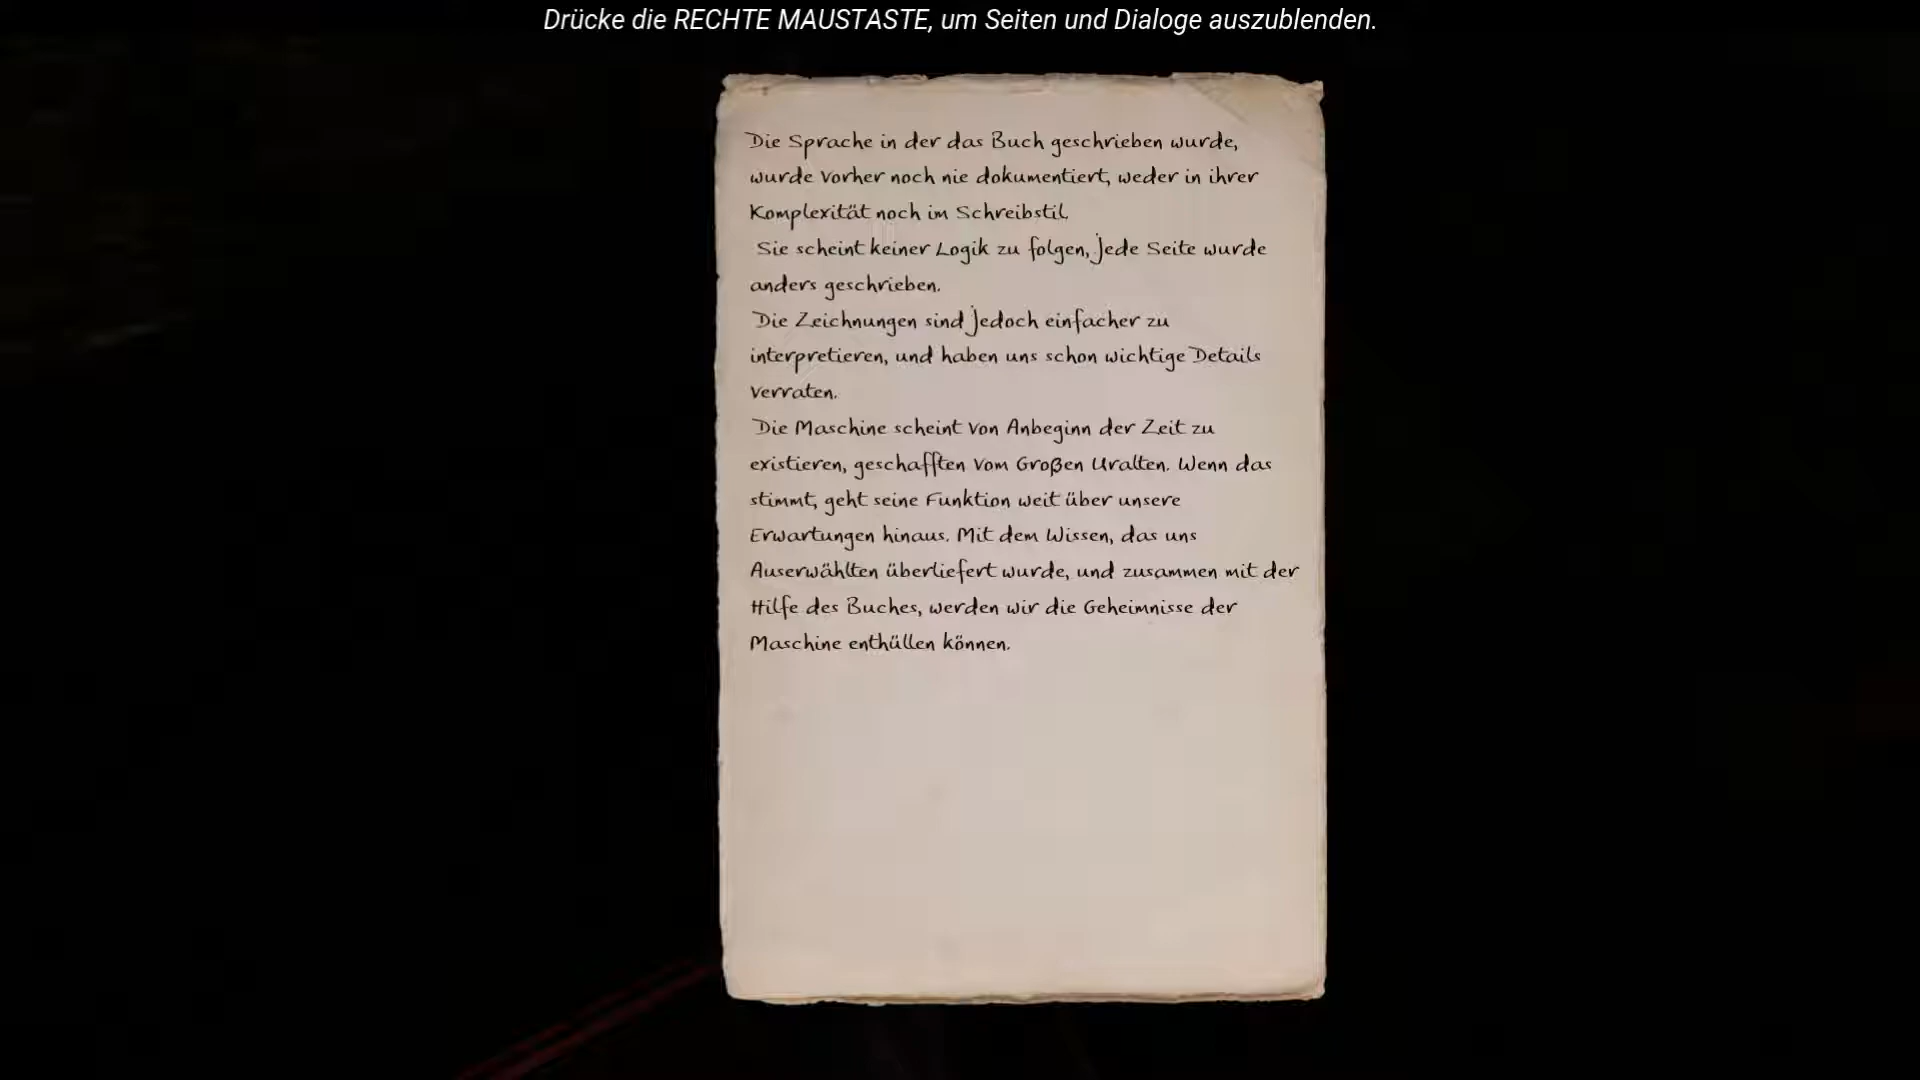 Drücke die RECHTE MAUSTASTE, um Seiten und Dialoge auszublenden.
Die Sprache in der das Buch geschrieben wurde,
wurde vorher noch nie dokumentiert, weder in ihrer
Komplexität noch im Schreibstil.
Sie scheint keiner Logik zu folgen, jede Seite wurde
anders geschrieben.
Die Zeichnungen sind jedoch einfacher zu
interpretieren, und haben uns schon wichtige Details
verraten.
Die Maschine scheint von Anbeginn der Zeit zu
existieren, geschafften vom Großen Uralten. Wenn das
stimmt, geht seine Funktion weit über unsere
Erwartungen hinaus. Mit dem Wissen, das uns
Auserwählten überliefert wurde, und zusammen mit der
Hilfe des Buches, werden wir die Geheimnisse der
Maschine enthüllen können.